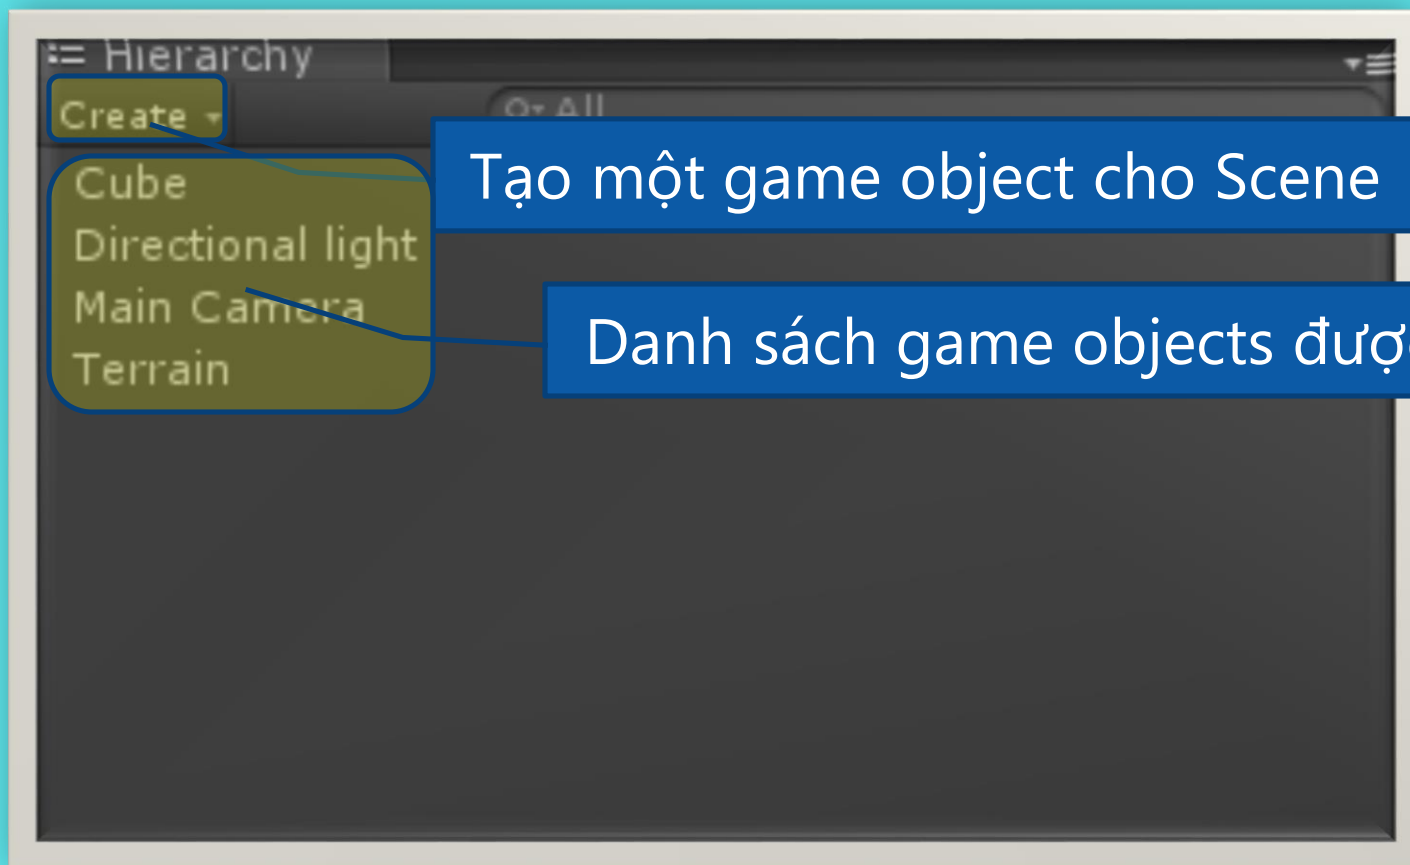 Hierarchy
Create
All
Tạo một game object cho Scene
Cube
Directional light
Main Camera
Terrain
Danh sách game objects